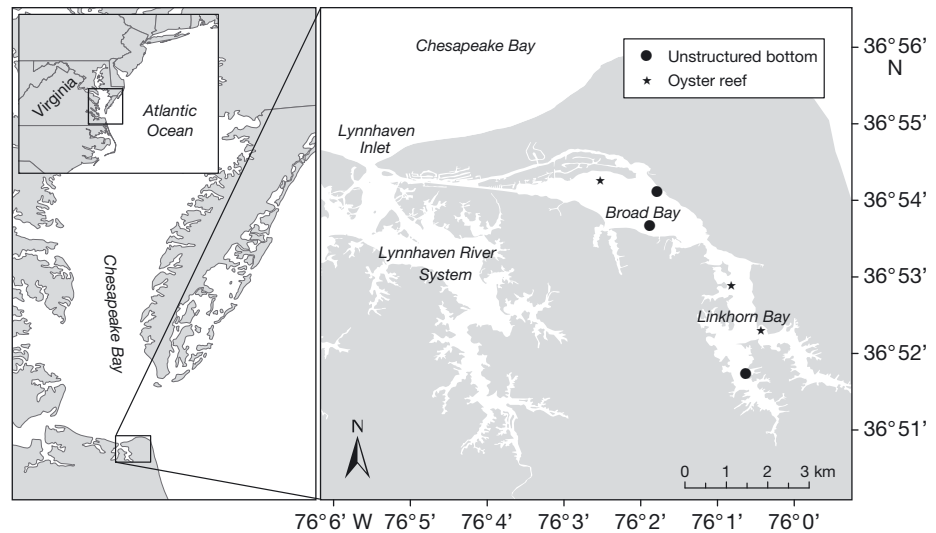 Virginia
Atlantic
Ocean
Chesapeake Bay
Chesapeake Bay
Unstructured bottom
Oyster reef
Lynnhaven
Inlet
Broad Bay
Lynnhaven River
System
Linkhorn Bay
N
0 1 2 3 km
36°56’
N
36°55’
36°54’
36°53’
36°52’
36°51’
76°6’ W 76°5’ 76°4’ 76°3’ 76°2’ 76°1’ 76°0’